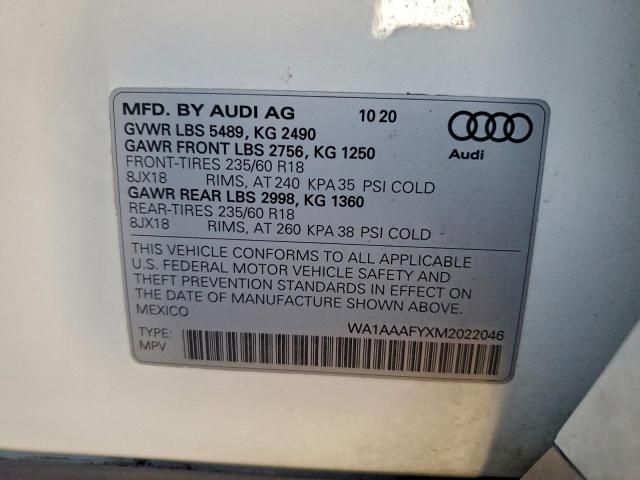 MFD. BY AUDI AG 10 20
GVWR LBS 5489, KG 2490
GAWR FRONT LBS 2756, KG 1250
FRONT-TIRES 235/60 R18
8JX18 RIMS, AT 240 KPA 35 PSI COLD
GAWR REAR LBS 2998, KG 1360
REAR-TIRES 235/60 R18
8JX18 RIMS, AT 260 KPA 38 PSI COLD
Audi
THIS VEHICLE CONFORMS TO ALL APPLICABLE
U.S. FEDERAL MOTOR VEHICLE SAFETY AND
THEFT PREVENTION STANDARDS IN EFFECT ON
THE DATE OF MANUFACTURE SHOWN ABOVE.
MEXICO
WA1AAAFYXM2022046
TYPE:
MPV